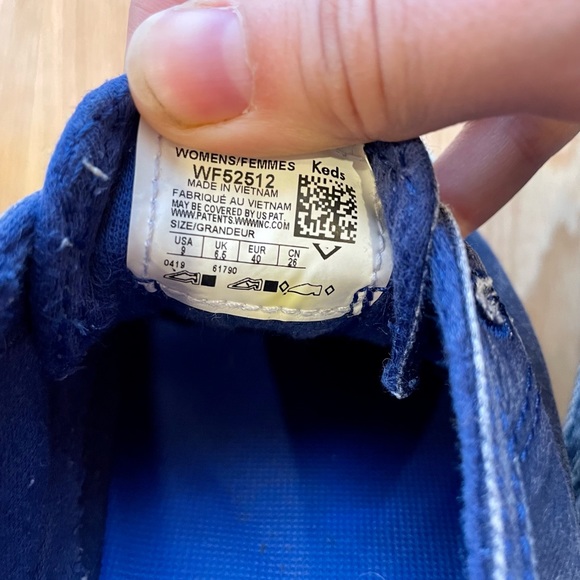 WOMENS/FEMMES Keds
WF52512
MADE IN VIETNAM
FABRIQUÉ AU VIETNAM
MAY BE COVERED BY US PAT.
WWW.PATENTS.WWWINC.COM
SIZE/GRANDEUR
USA UK EUR CN
9 6.5 40 26
0419 61790